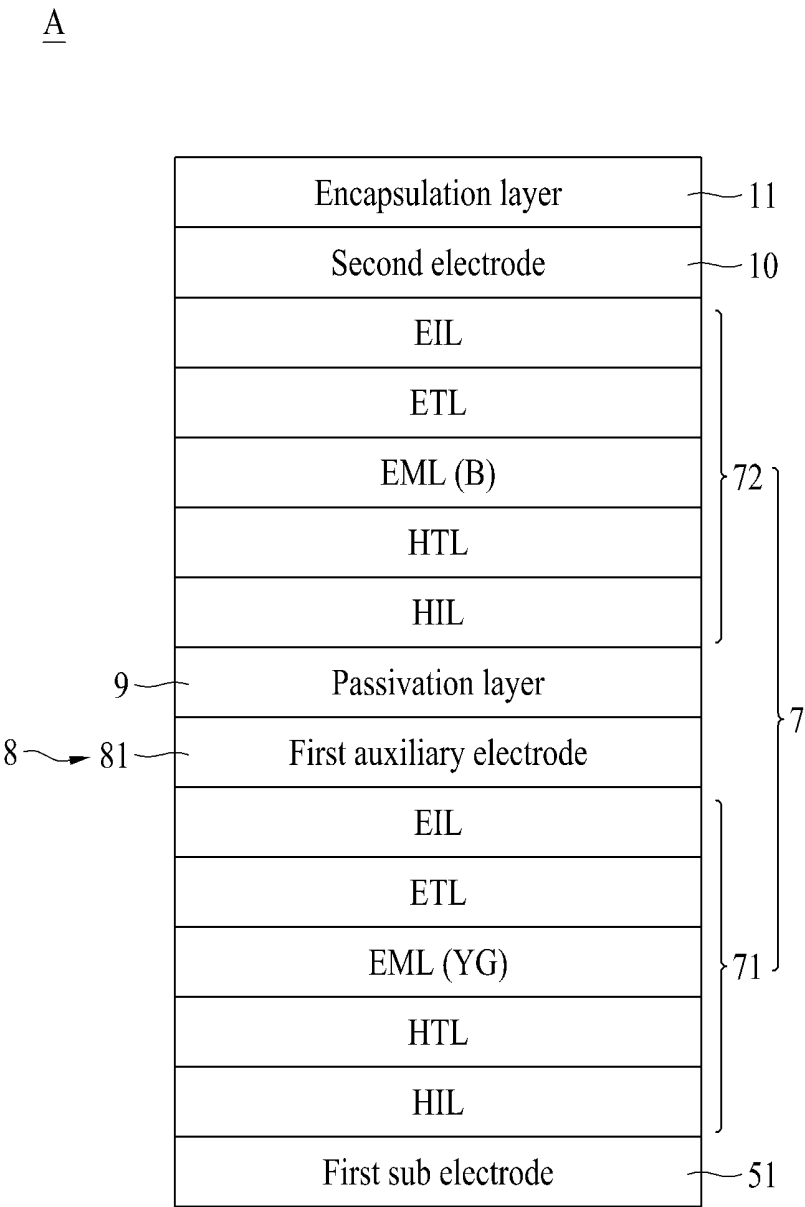 A
Encapsulation layer 11
Second electrode 10
EIL
ETL
EML (B) 72
HTL
HIL
9 Passivation layer
7
8 81 First auxiliary electrode
EIL
ETL
EML (YG) 71
HTL
HIL
First sub electrode 51